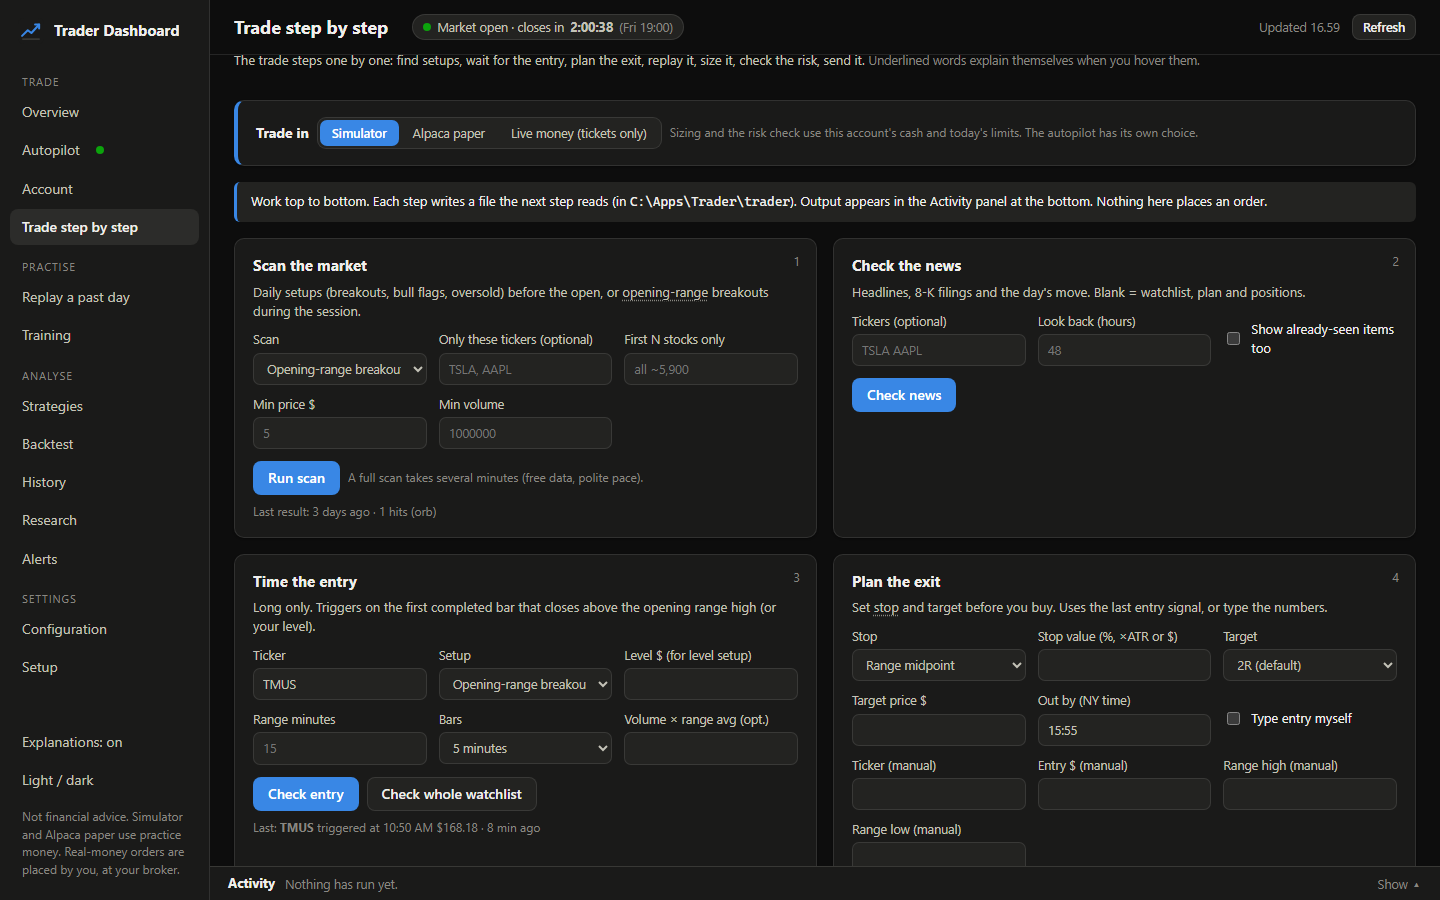 Trader Dashboard
TRADE
Overview
Autopilot
Account
Trade step by step
PRACTISE
Replay a past day
Training
ANALYSE
Strategies
Backtest
History
Research
Alerts
SETTINGS
Configuration
Setup
Explanations: on
Light / dark
Not financial advice. Simulator
and Alpaca paper use practice
money. Real-money orders are
placed by you, at your broker.
Trade step by step
Market open · closes in 2:00:38 (Fri 19:00)
Updated 16.59
Refresh
The trade steps one by one: find setups, wait for the entry, plan the exit, replay it, size it, check the risk, send it. Underlined words explain themselves when you hover them.
Trade in
Simulator
Alpaca paper
Live money (tickets only)
Sizing and the risk check use this account's cash and today's limits. The autopilot has its own choice.
Work top to bottom. Each step writes a file the next step reads (in C:\Apps\Trader\trader). Output appears in the Activity panel at the bottom. Nothing here places an order.
Scan the market
1
Daily setups (breakouts, bull flags, oversold) before the open, or opening-range breakouts
during the session.
Scan
Only these tickers (optional)
First N stocks only
Opening-range breakou
TSLA, AAPL
all ~5,900
Min price $
Min volume
5
1000000
Run scan
A full scan takes several minutes (free data, polite pace).
Last result: 3 days ago · 1 hits (orb)
Check the news
2
Headlines, 8-K filings and the day's move. Blank = watchlist, plan and positions.
Tickers (optional)
Look back (hours)
Show already-seen items
too
TSLA AAPL
48
Check news
Time the entry
3
Long only. Triggers on the first completed bar that closes above the opening range high (or
your level).
Ticker
Setup
Level $ (for level setup)
TMUS
Opening-range breakou
Range minutes
Bars
Volume × range avg (opt.)
15
5 minutes
Check entry
Check whole watchlist
Last: TMUS triggered at 10:50 AM $168.18 · 8 min ago
Plan the exit
4
Set stop and target before you buy. Uses the last entry signal, or type the numbers.
Stop
Stop value (%, ×ATR or $)
Target
Range midpoint
2R (default)
Target price $
Out by (NY time)
15:55
Type entry myself
Ticker (manual)
Entry $ (manual)
Range high (manual)
Range low (manual)
Activity
Nothing has run yet.
Show ▲